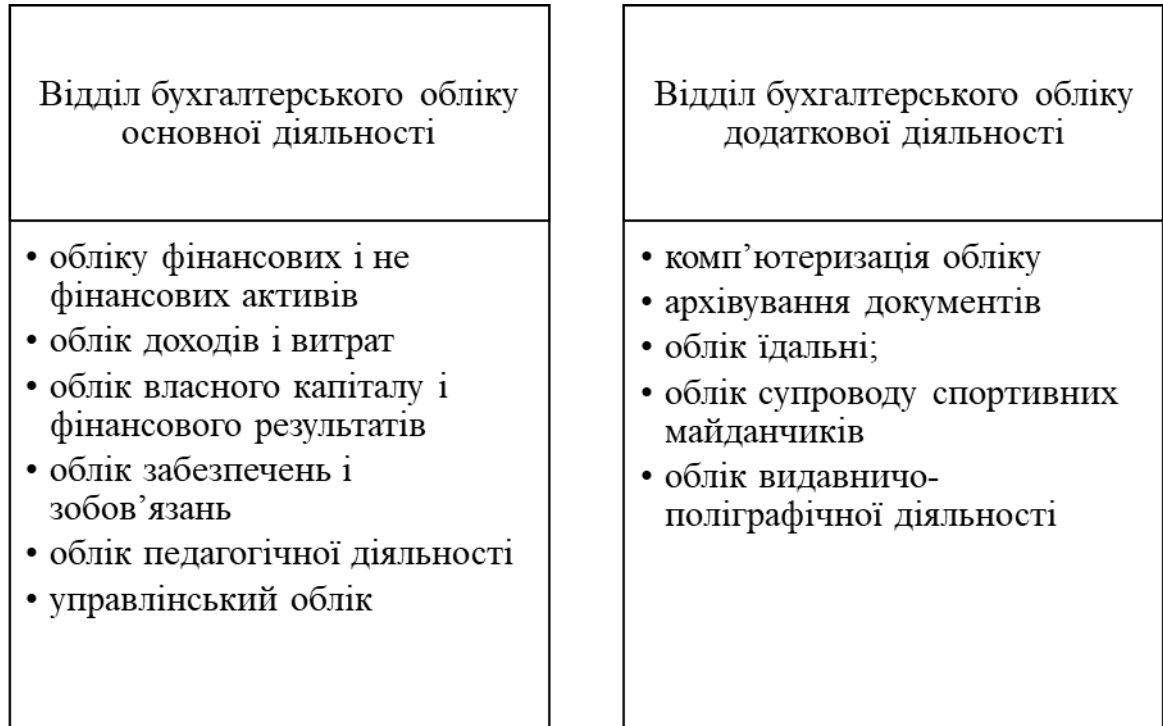 Відділ бухгалтерського обліку
основної діяльності
• обліку фінансових і не
фінансових активів
• облік доходів і витрат
• облік власного капіталу і
фінансового результатів
• облік забезпечень і
зобов’язань
• облік педагогічної діяльності
• управлінський облік
Відділ бухгалтерського обліку
додаткової діяльності
• комп’ютеризація обліку
• архівування документів
• облік їдальні;
• облік супроводу спортивних
майданчиків
• облік видавничо-
поліграфічної діяльності